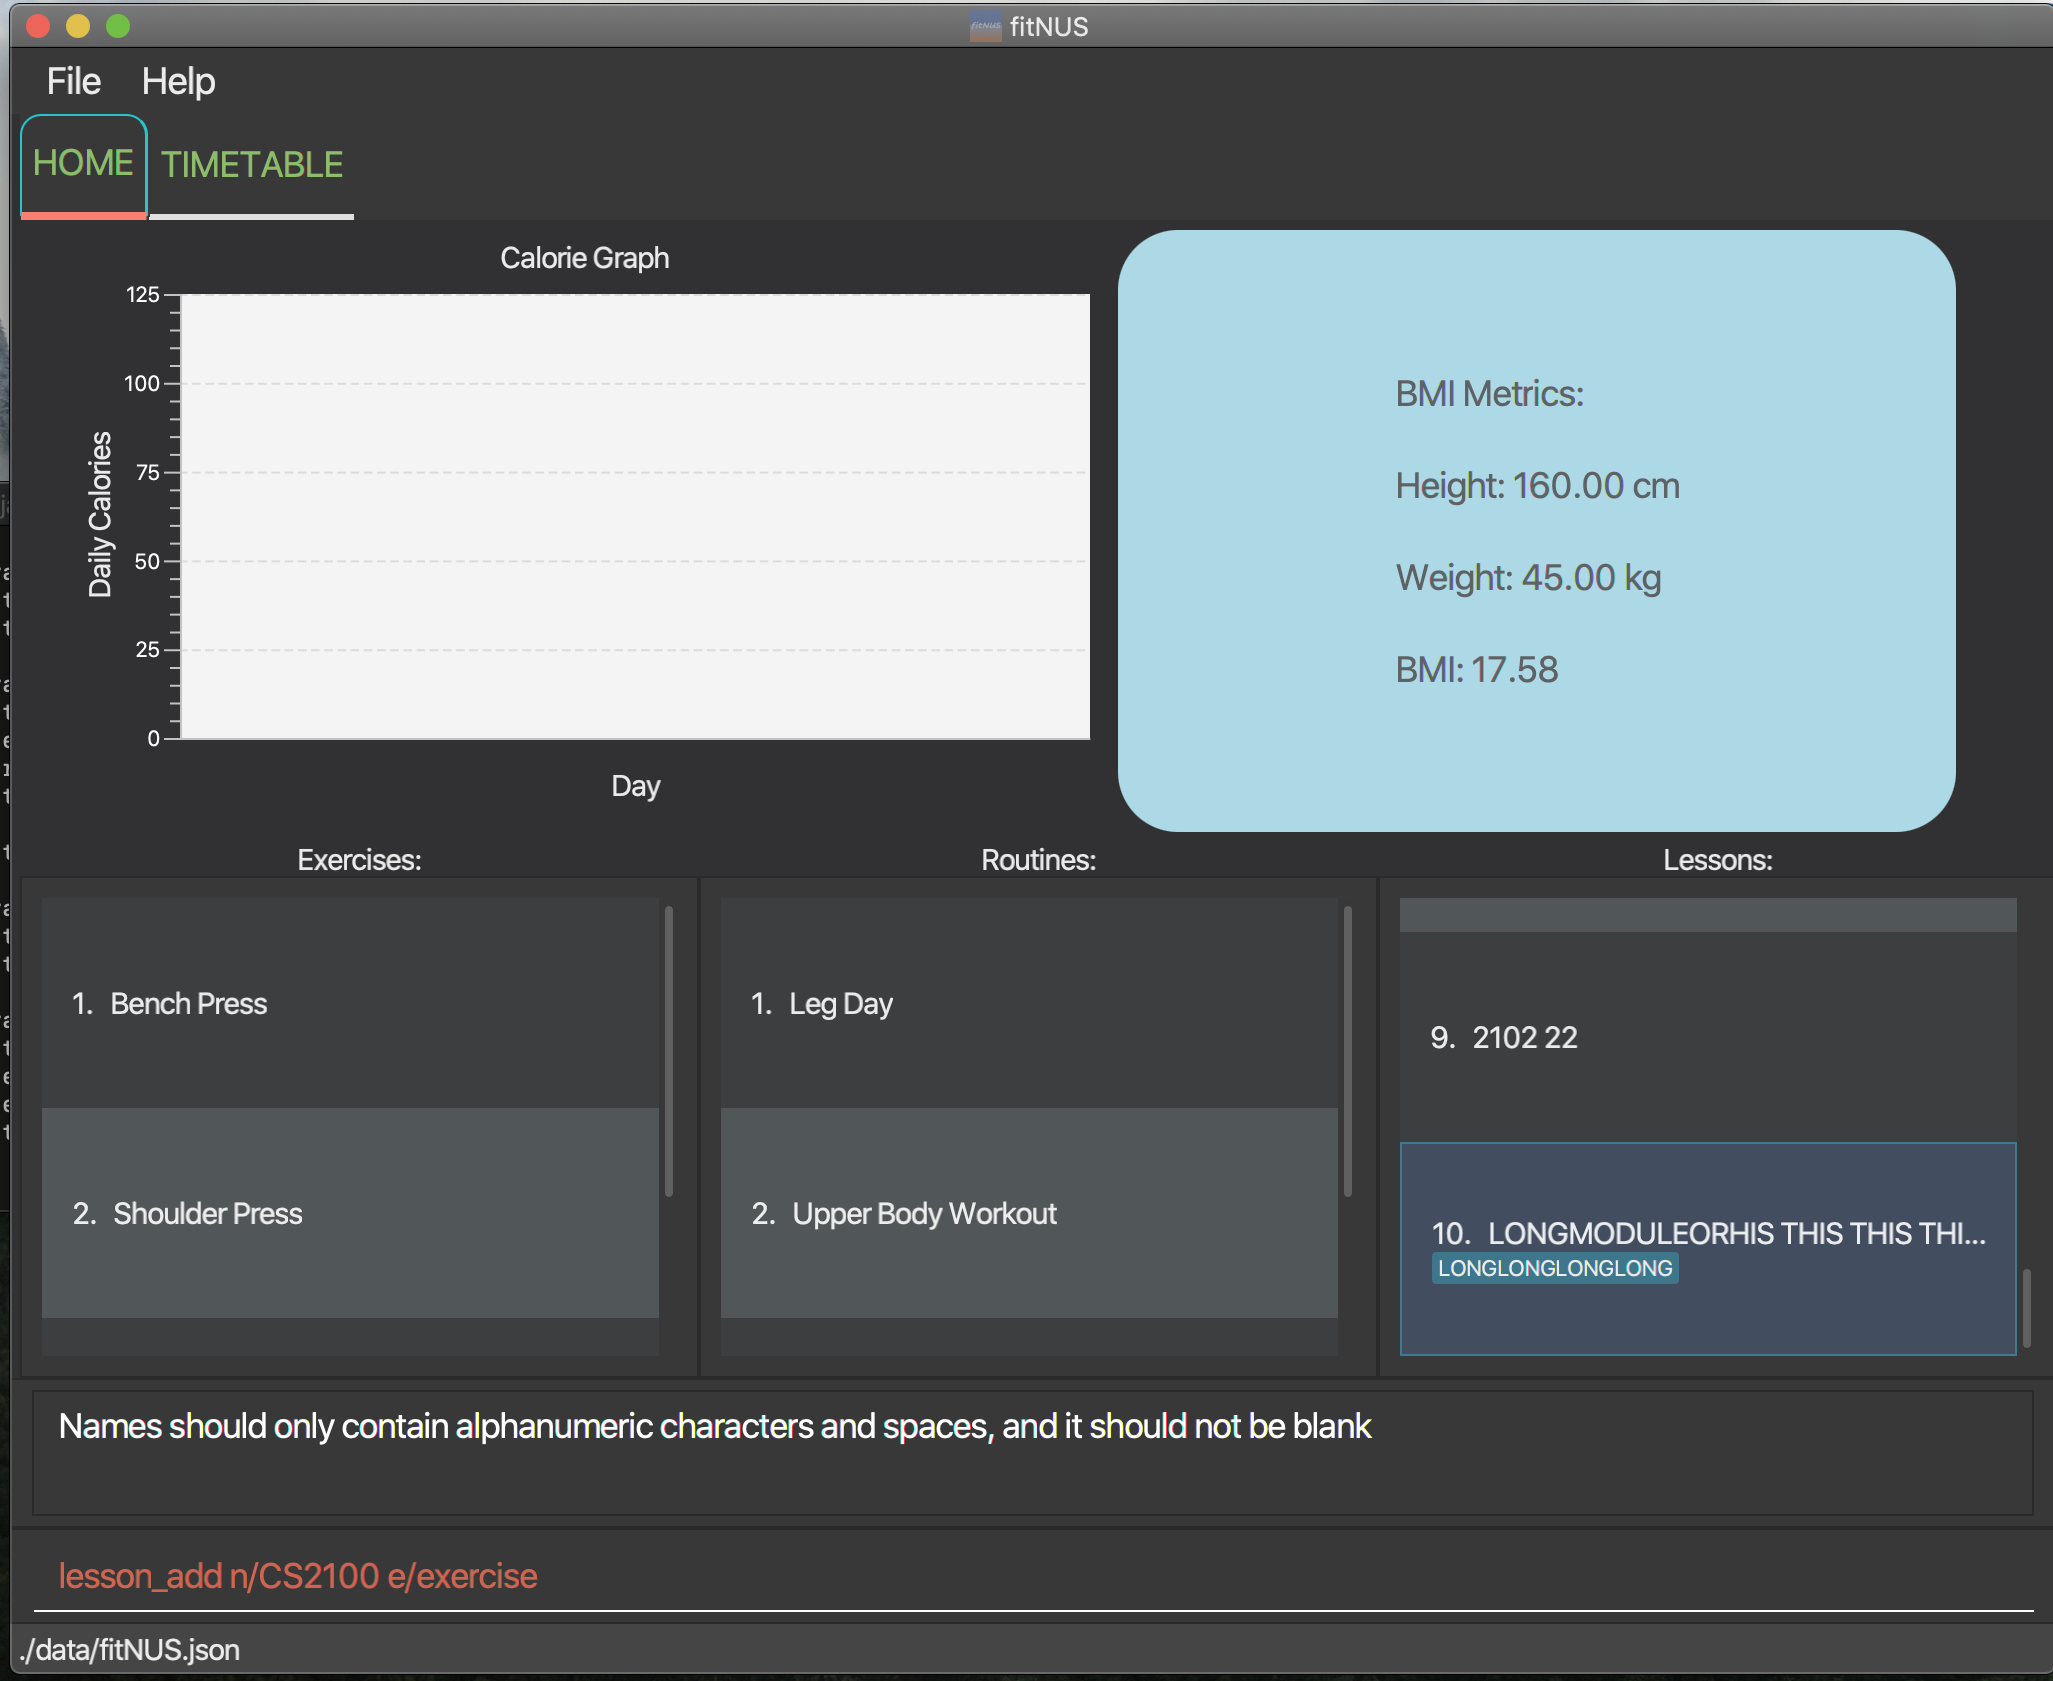 fitNUS
File Help
HOME TIMETABLE
Calorie Graph
125
100
75
50
25
0
Daily Calories
Day
BMI Metrics:
Height: 160.00 cm
Weight: 45.00 kg
BMI: 17.58
Exercises:
1. Bench Press
2. Shoulder Press
Routines:
1. Leg Day
2. Upper Body Workout
Lessons:
9. 2102 22
10. LONGMODULEORHIS THIS THIS THI...
LONGLONGLONGLONG
Names should only contain alphanumeric characters and spaces, and it should not be blank
lesson_add n/CS2100 e/exercise
./data/fitNUS.json